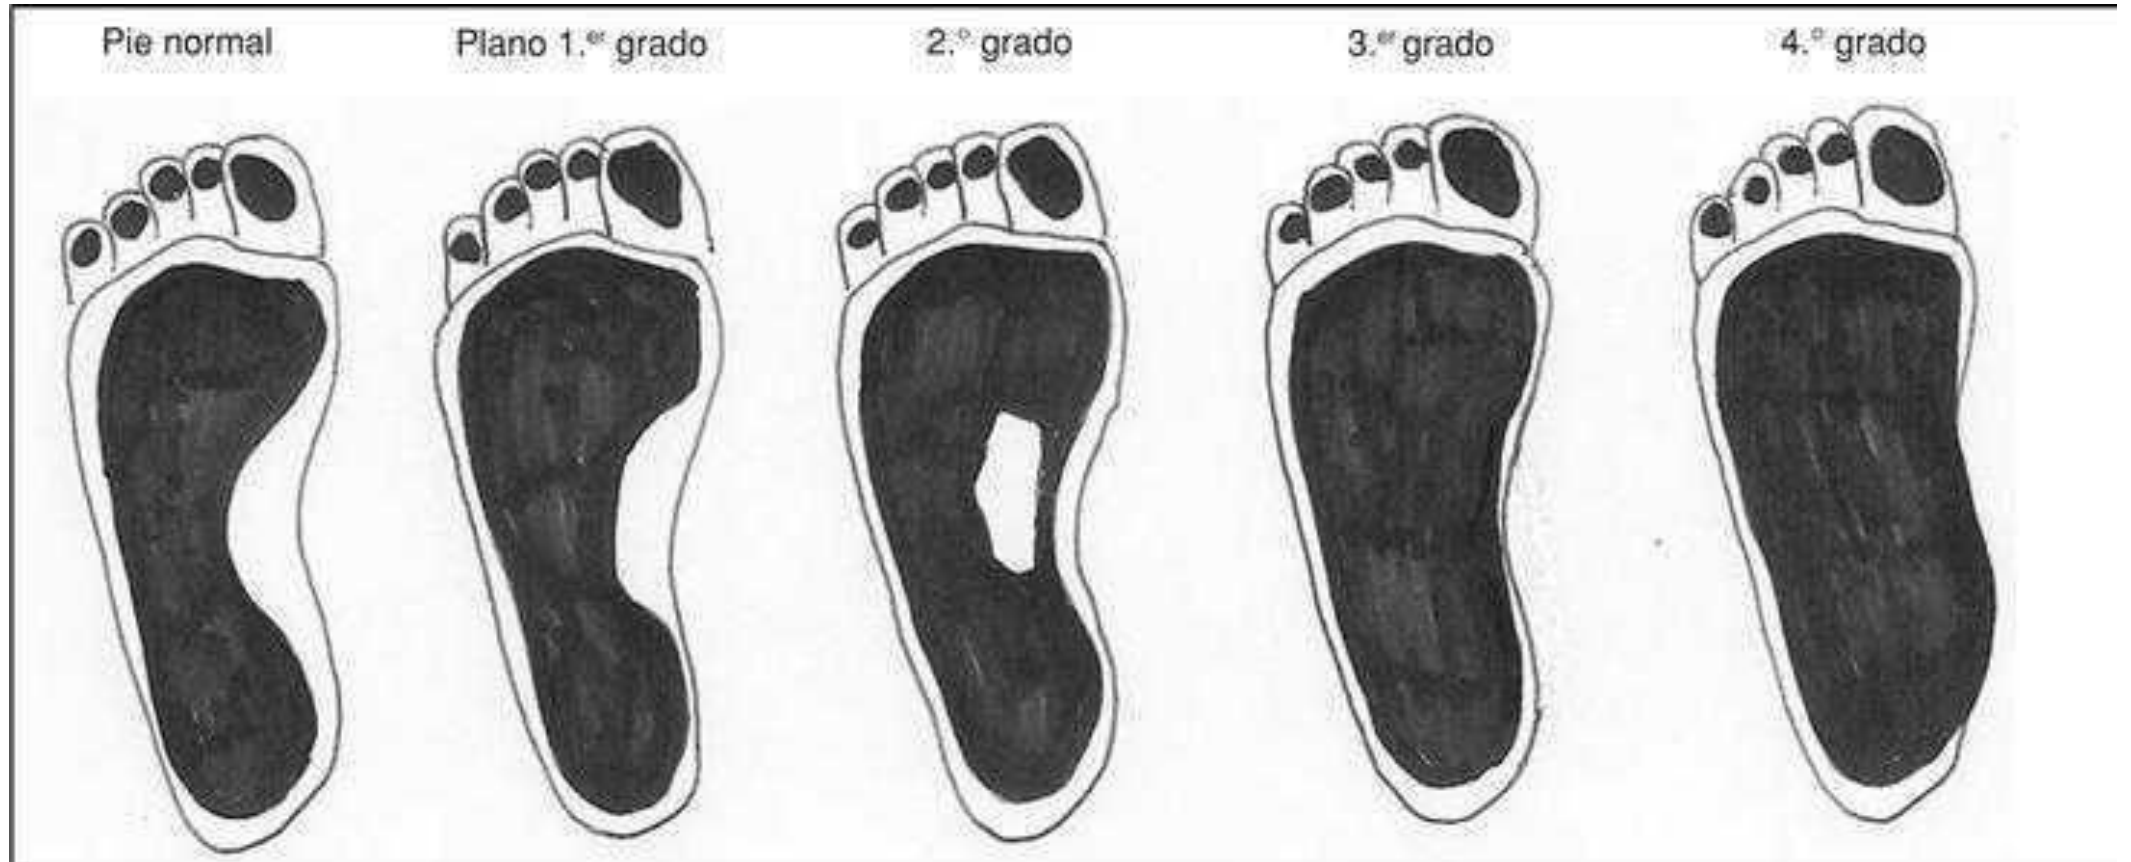 Pie normal
Plano 1.er grado
2.º grado
3.er grado
4.º grado